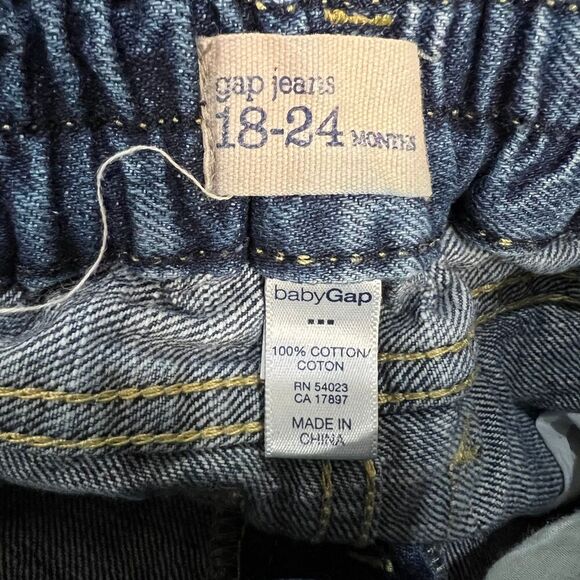 gap jeans
18-24 MONTHS
babyGap
100% COTTON/
COTON
RN 54023
CA 17897
MADE IN
CHINA